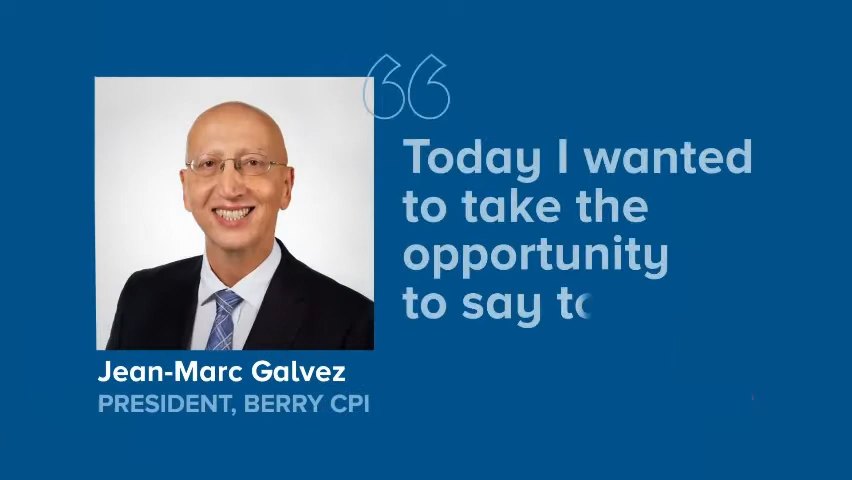 Today I wanted
to take the
opportunity
to say
Jean-Marc Galvez
PRESIDENT, BERRY CPI